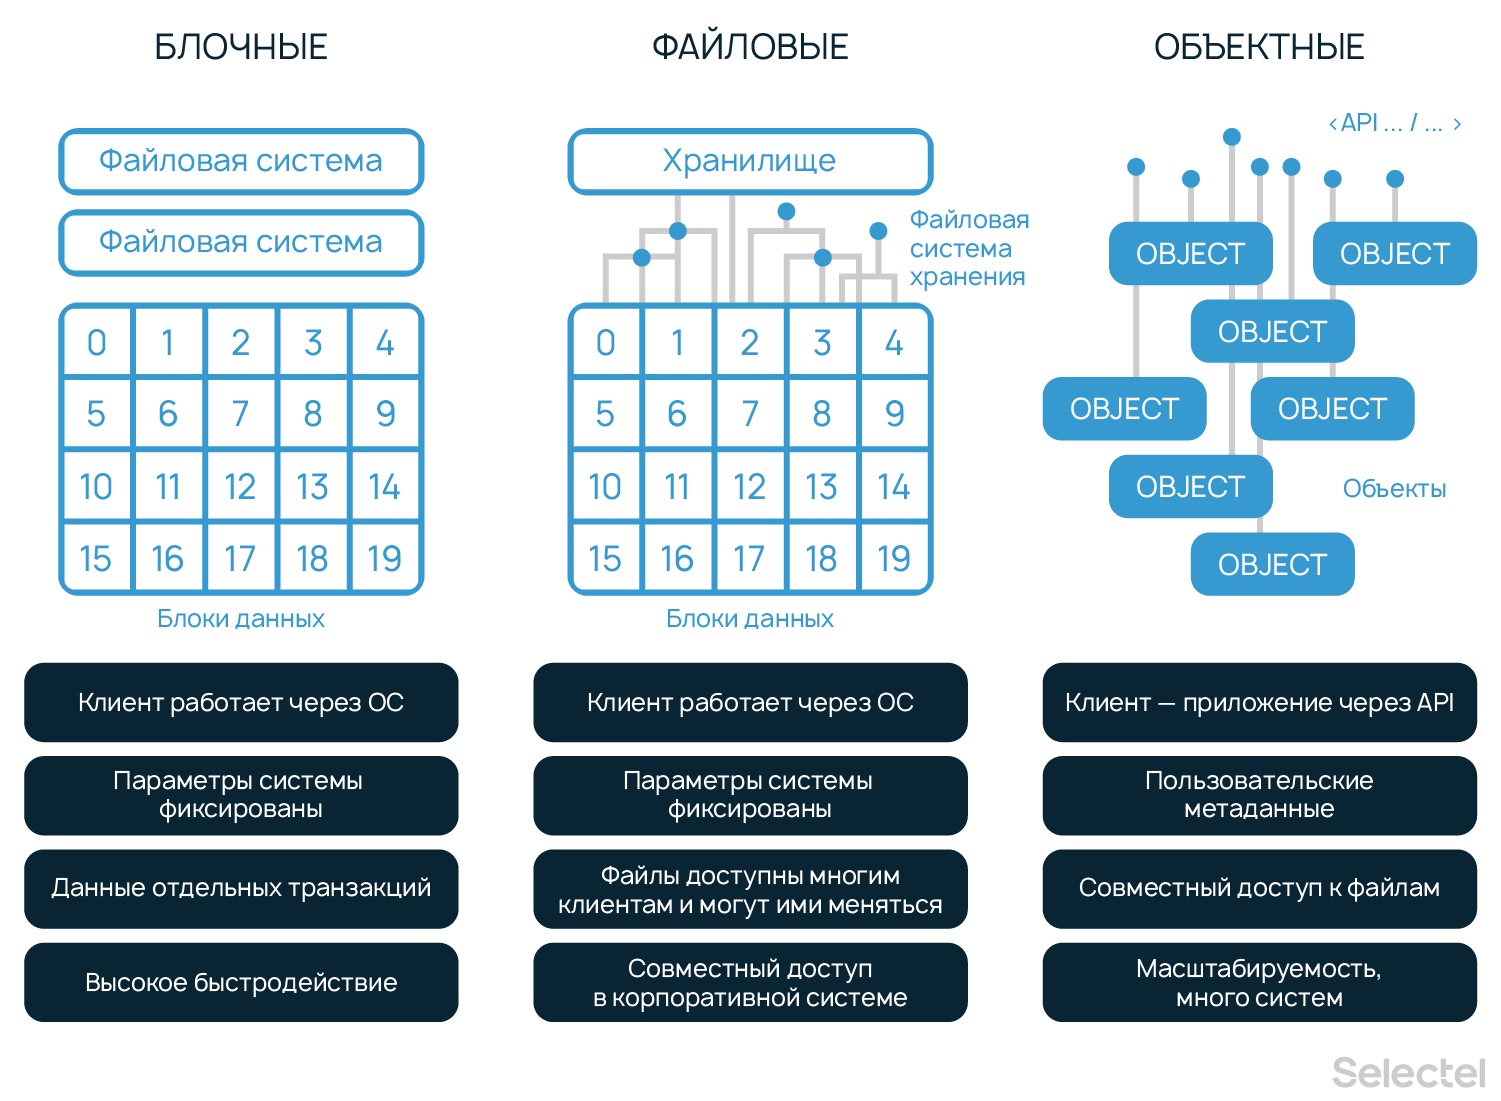 БЛОЧНЫЕ
Файловая система
Файловая система
0 1 2 3 4
5 6 7 8 9
10 11 12 13 14
15 16 17 18 19
Блоки данных
Клиент работает через ОС
Параметры системы
фиксированы
Данные отдельных транзакций
Высокое быстродействие
ФАЙЛОВЫЕ
Хранилище
Файловая
система
хранения
0 1 2 3 4
5 6 7 8 9
10 11 12 13 14
15 16 17 18 19
Блоки данных
Клиент работает через ОС
Параметры системы
фиксированы
Файлы доступны многим
клиентам и могут ими меняться
Совместный доступ
в корпоративной системе
ОБЪЕКТНЫЕ
‹API ... / ... ›
OBJECT OBJECT
OBJECT
OBJECT OBJECT
OBJECT
Объекты
OBJECT
Клиент — приложение через API
Пользовательские
метаданные
Совместный доступ к файлам
Масштабируемость,
много систем
Selectel